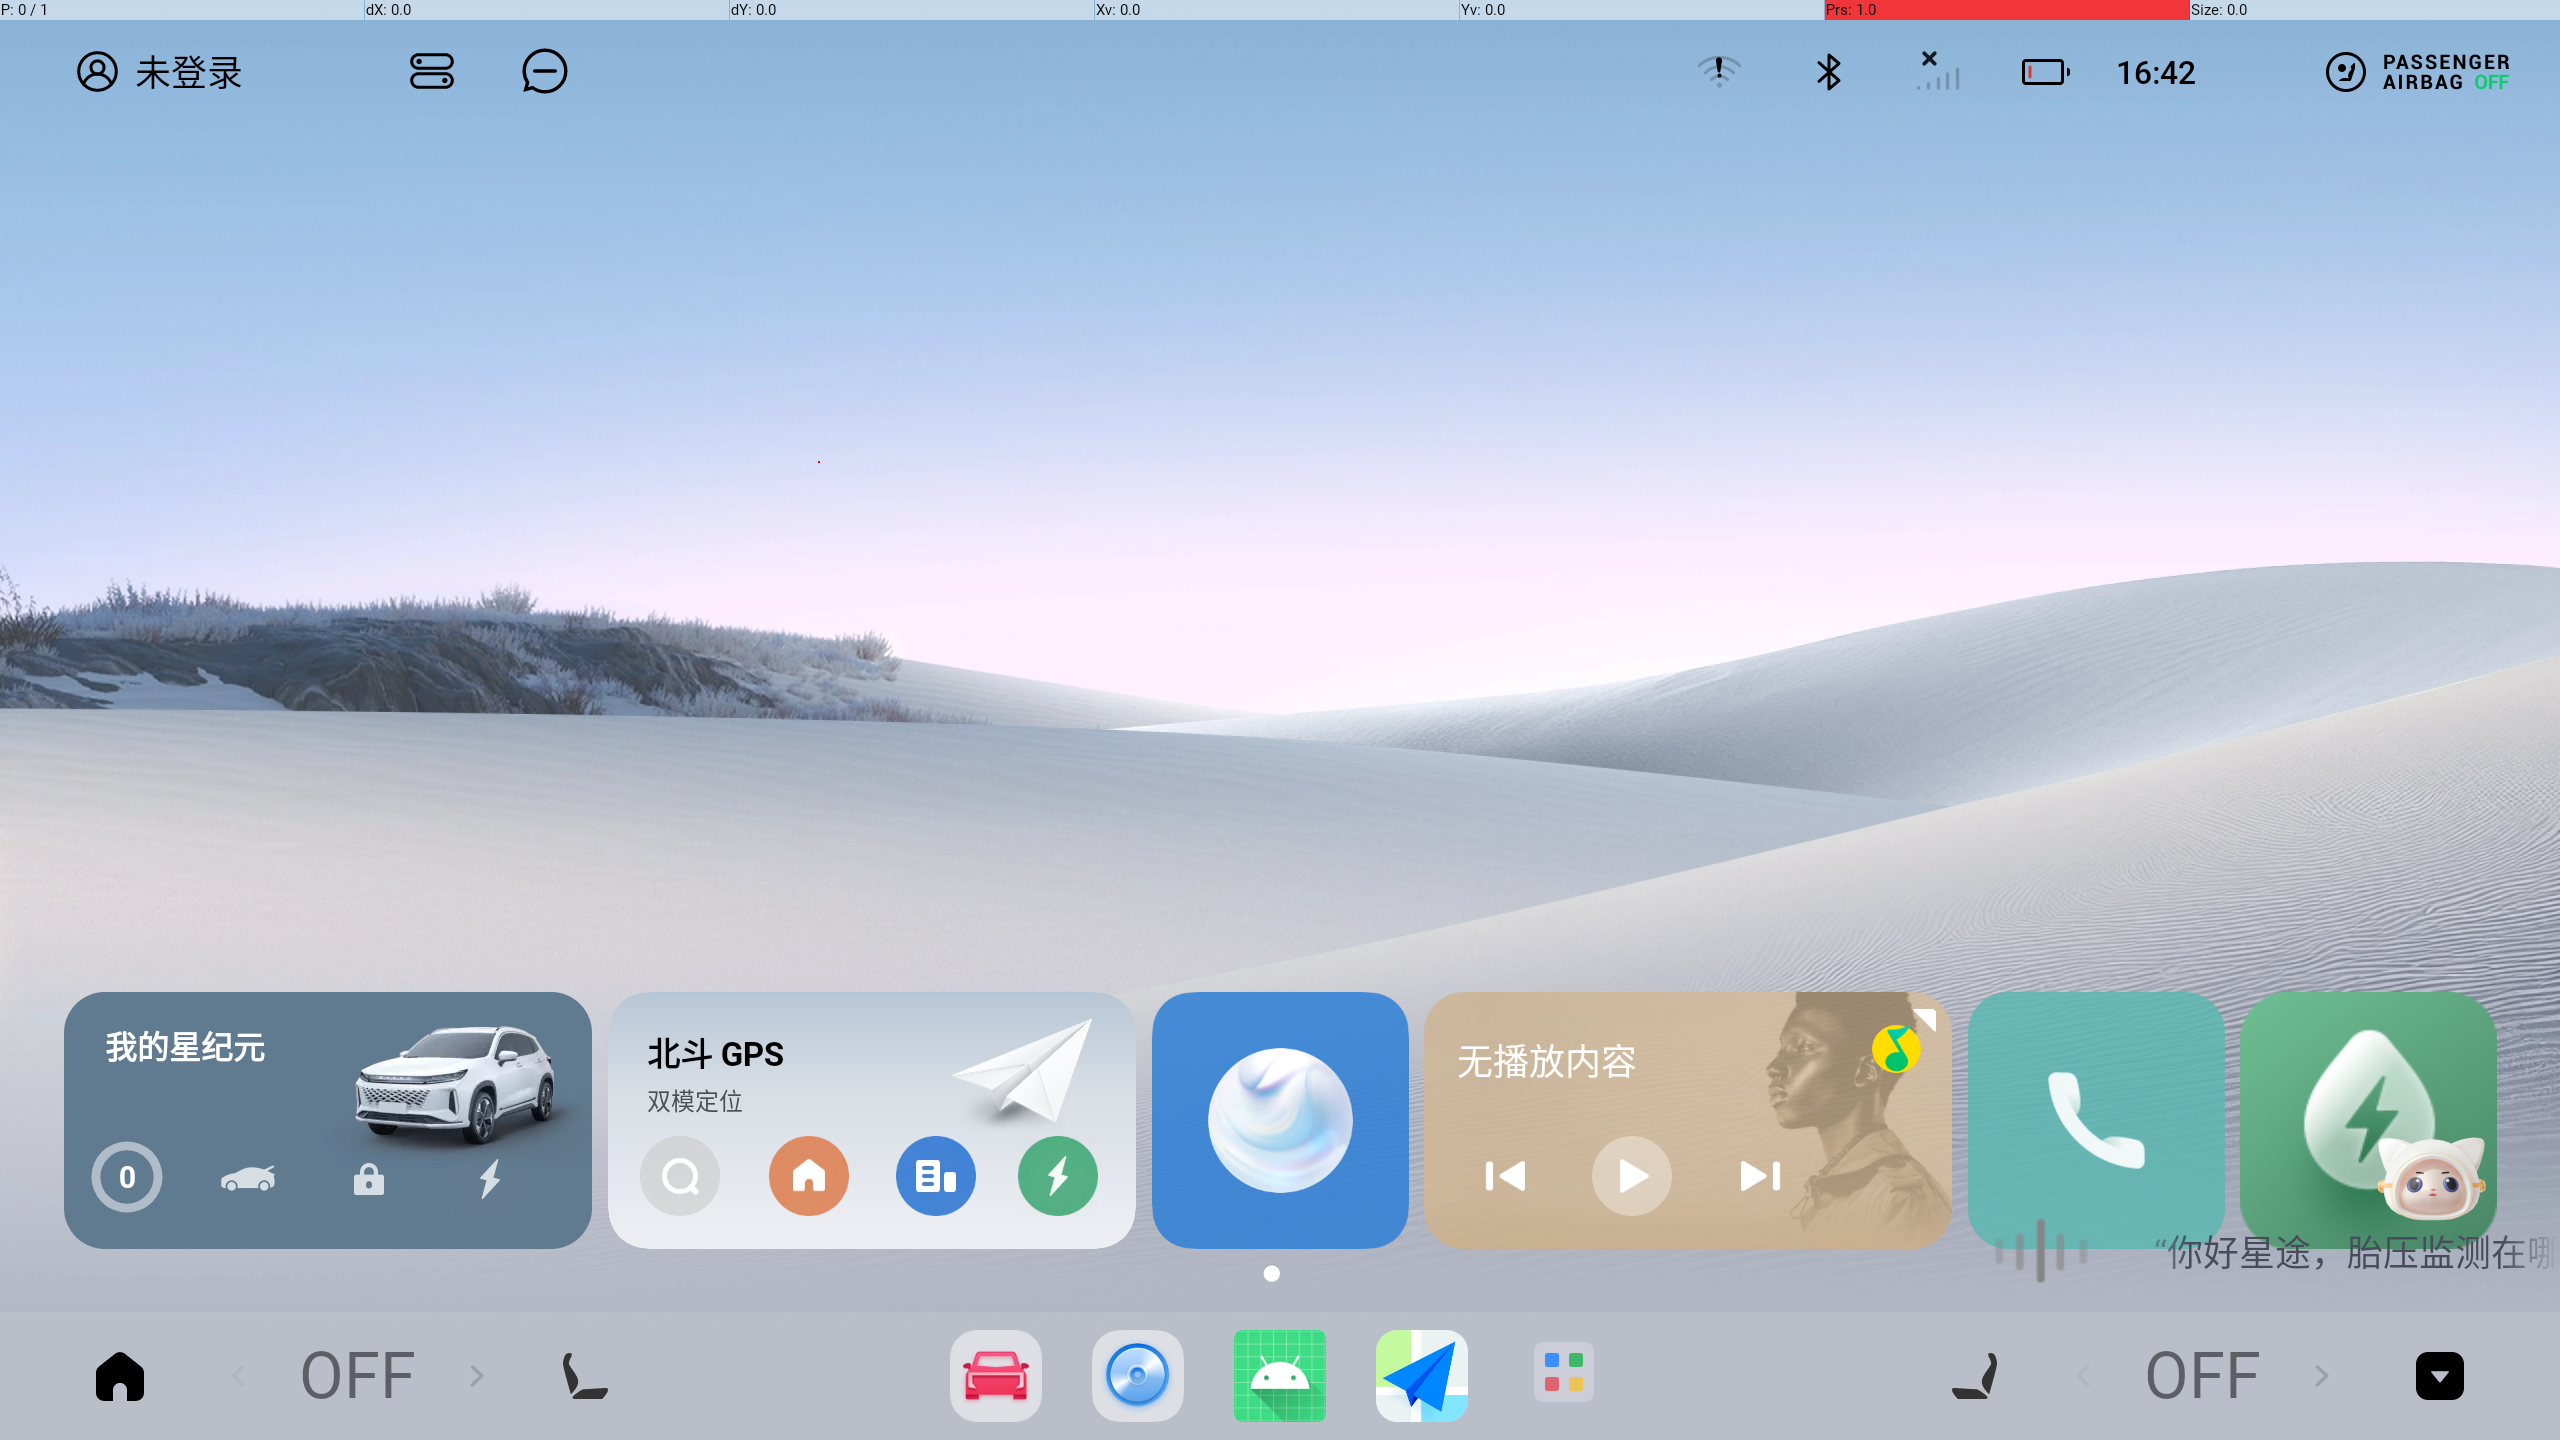 P: 0 / 1 dX: 0.0 dY: 0.0 Xv: 0.0 Yv: 0.0 Prs: 1.0 Size: 0.0
未登录
16:42
PASSENGER
AIRBAG OFF
我的星纪元
0
北斗 GPS
双模定位
无播放内容
“你好星途，胎压监测在哪
OFF
OFF